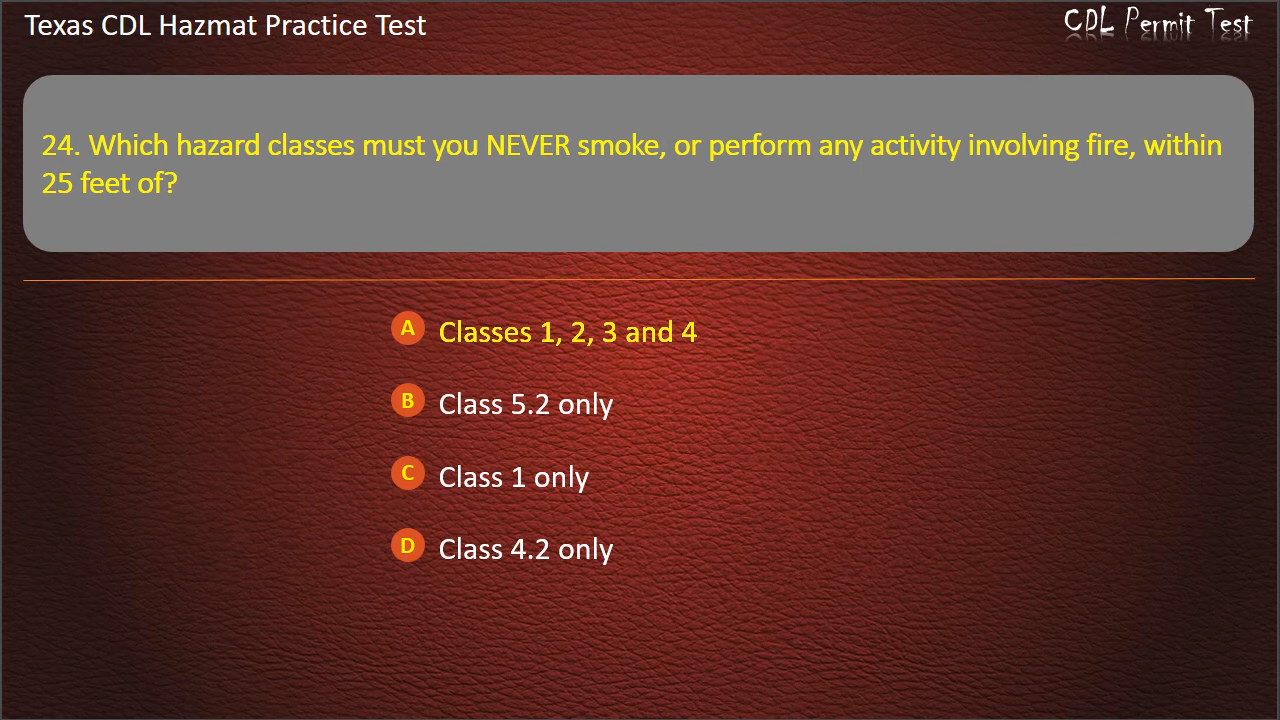 Texas CDL Hazmat Practice Test
CDL Permit Test
24. Which hazard classes must you NEVER smoke, or perform any activity involving fire, within
25 feet of?
A Classes 1, 2, 3 and 4
B Class 5.2 only
C Class 1 only
D Class 4.2 only